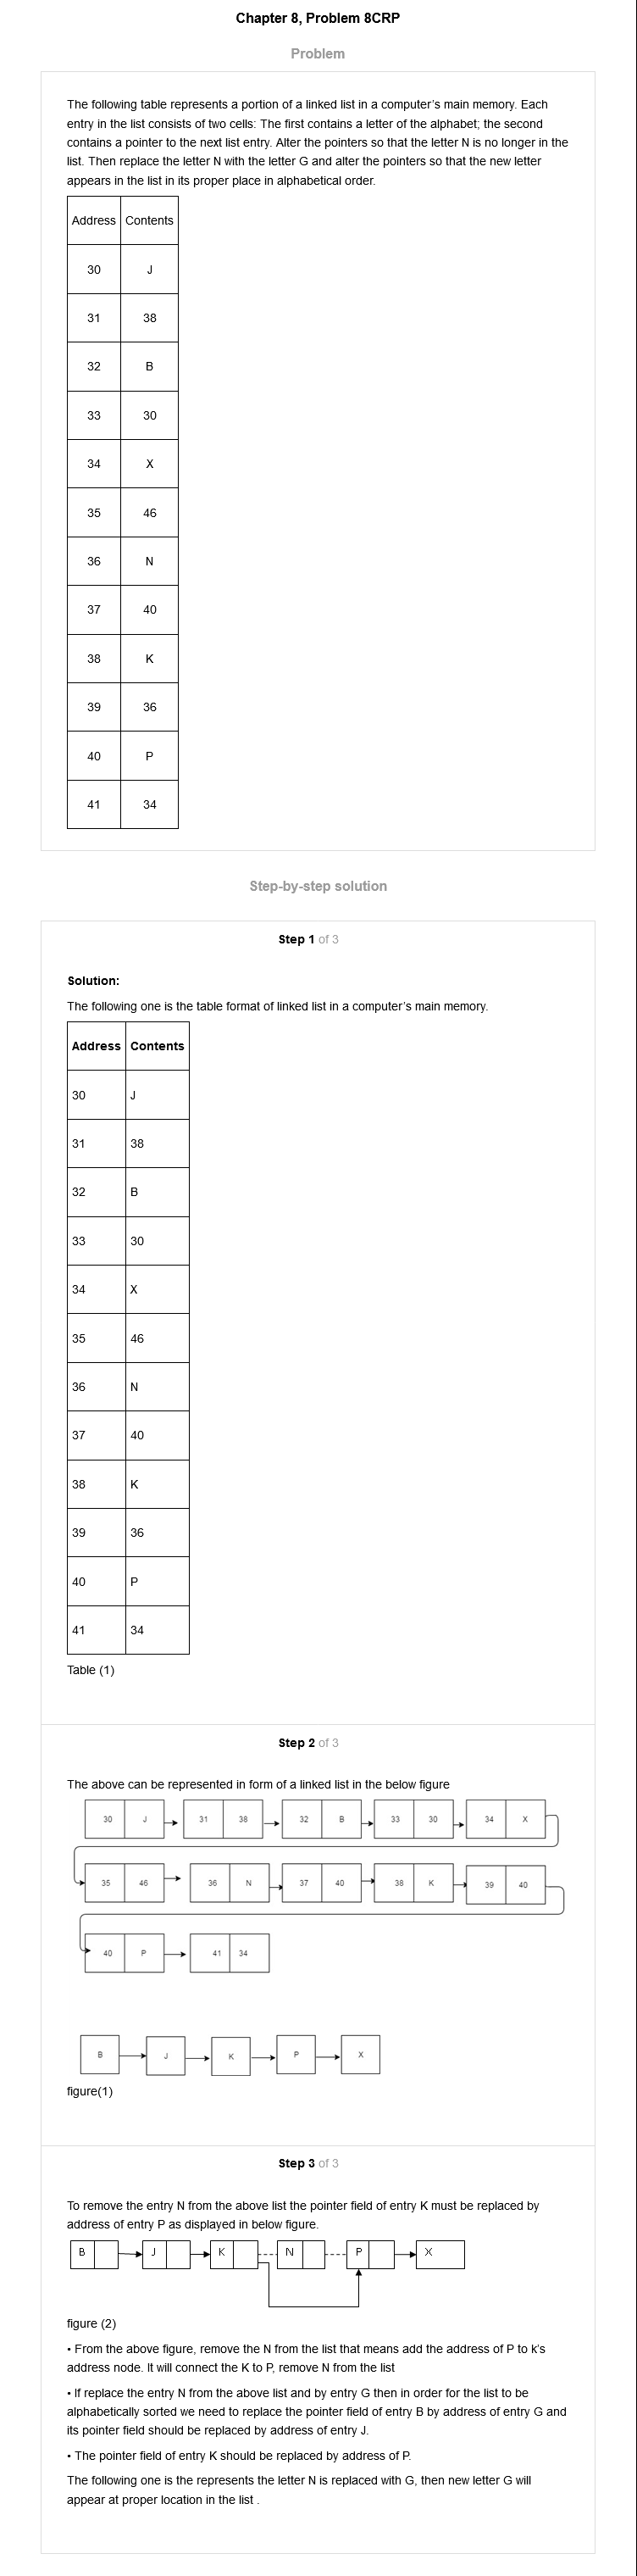 Chapter 8, Problem 8CRP
Problem
The following table represents a portion of a linked list in a computer's main memory. Each
entry in the list consists of two cells: The first contains a letter of the alphabet; the second
contains a pointer to the next list entry. Alter the pointers so that the letter N is no longer in the
list. Then replace the letter N with the letter G and alter the pointers so that the new letter
appears in the list in its proper place in alphabetical order.
Address Contents
30 J
31 38
32 B
33 30
34 X
35 46
36 N
37 40
38 K
39 36
40 P
41 34
Step-by-step solution
Step 1 of 3
Solution:
The following one is the table format of linked list in a computer's main memory.
Address Contents
30 J
31 38
32 B
33 30
34 X
35 46
36 N
37 40
38 K
39 36
40 P
41 34
Table (1)
Step 2 of 3
The above can be represented in form of a linked list in the below figure
30 J 31 38 32 B 33 30 34 X
35 46 36 N 37 40 38 K 39 40
40 P 41 34
B J K P X
figure(1)
Step 3 of 3
To remove the entry N from the above list the pointer field of entry K must be replaced by
address of entry P as displayed in below figure.
B J K N P X
figure (2)
• From the above figure, remove the N from the list that means add the address of P to k's
address node. It will connect the K to P, remove N from the list
• If replace the entry N from the above list and by entry G then in order for the list to be
alphabetically sorted we need to replace the pointer field of entry B by address of entry G and
its pointer field should be replaced by address of entry J.
• The pointer field of entry K should be replaced by address of P.
The following one is the represents the letter N is replaced with G, then new letter G will
appear at proper location in the list .